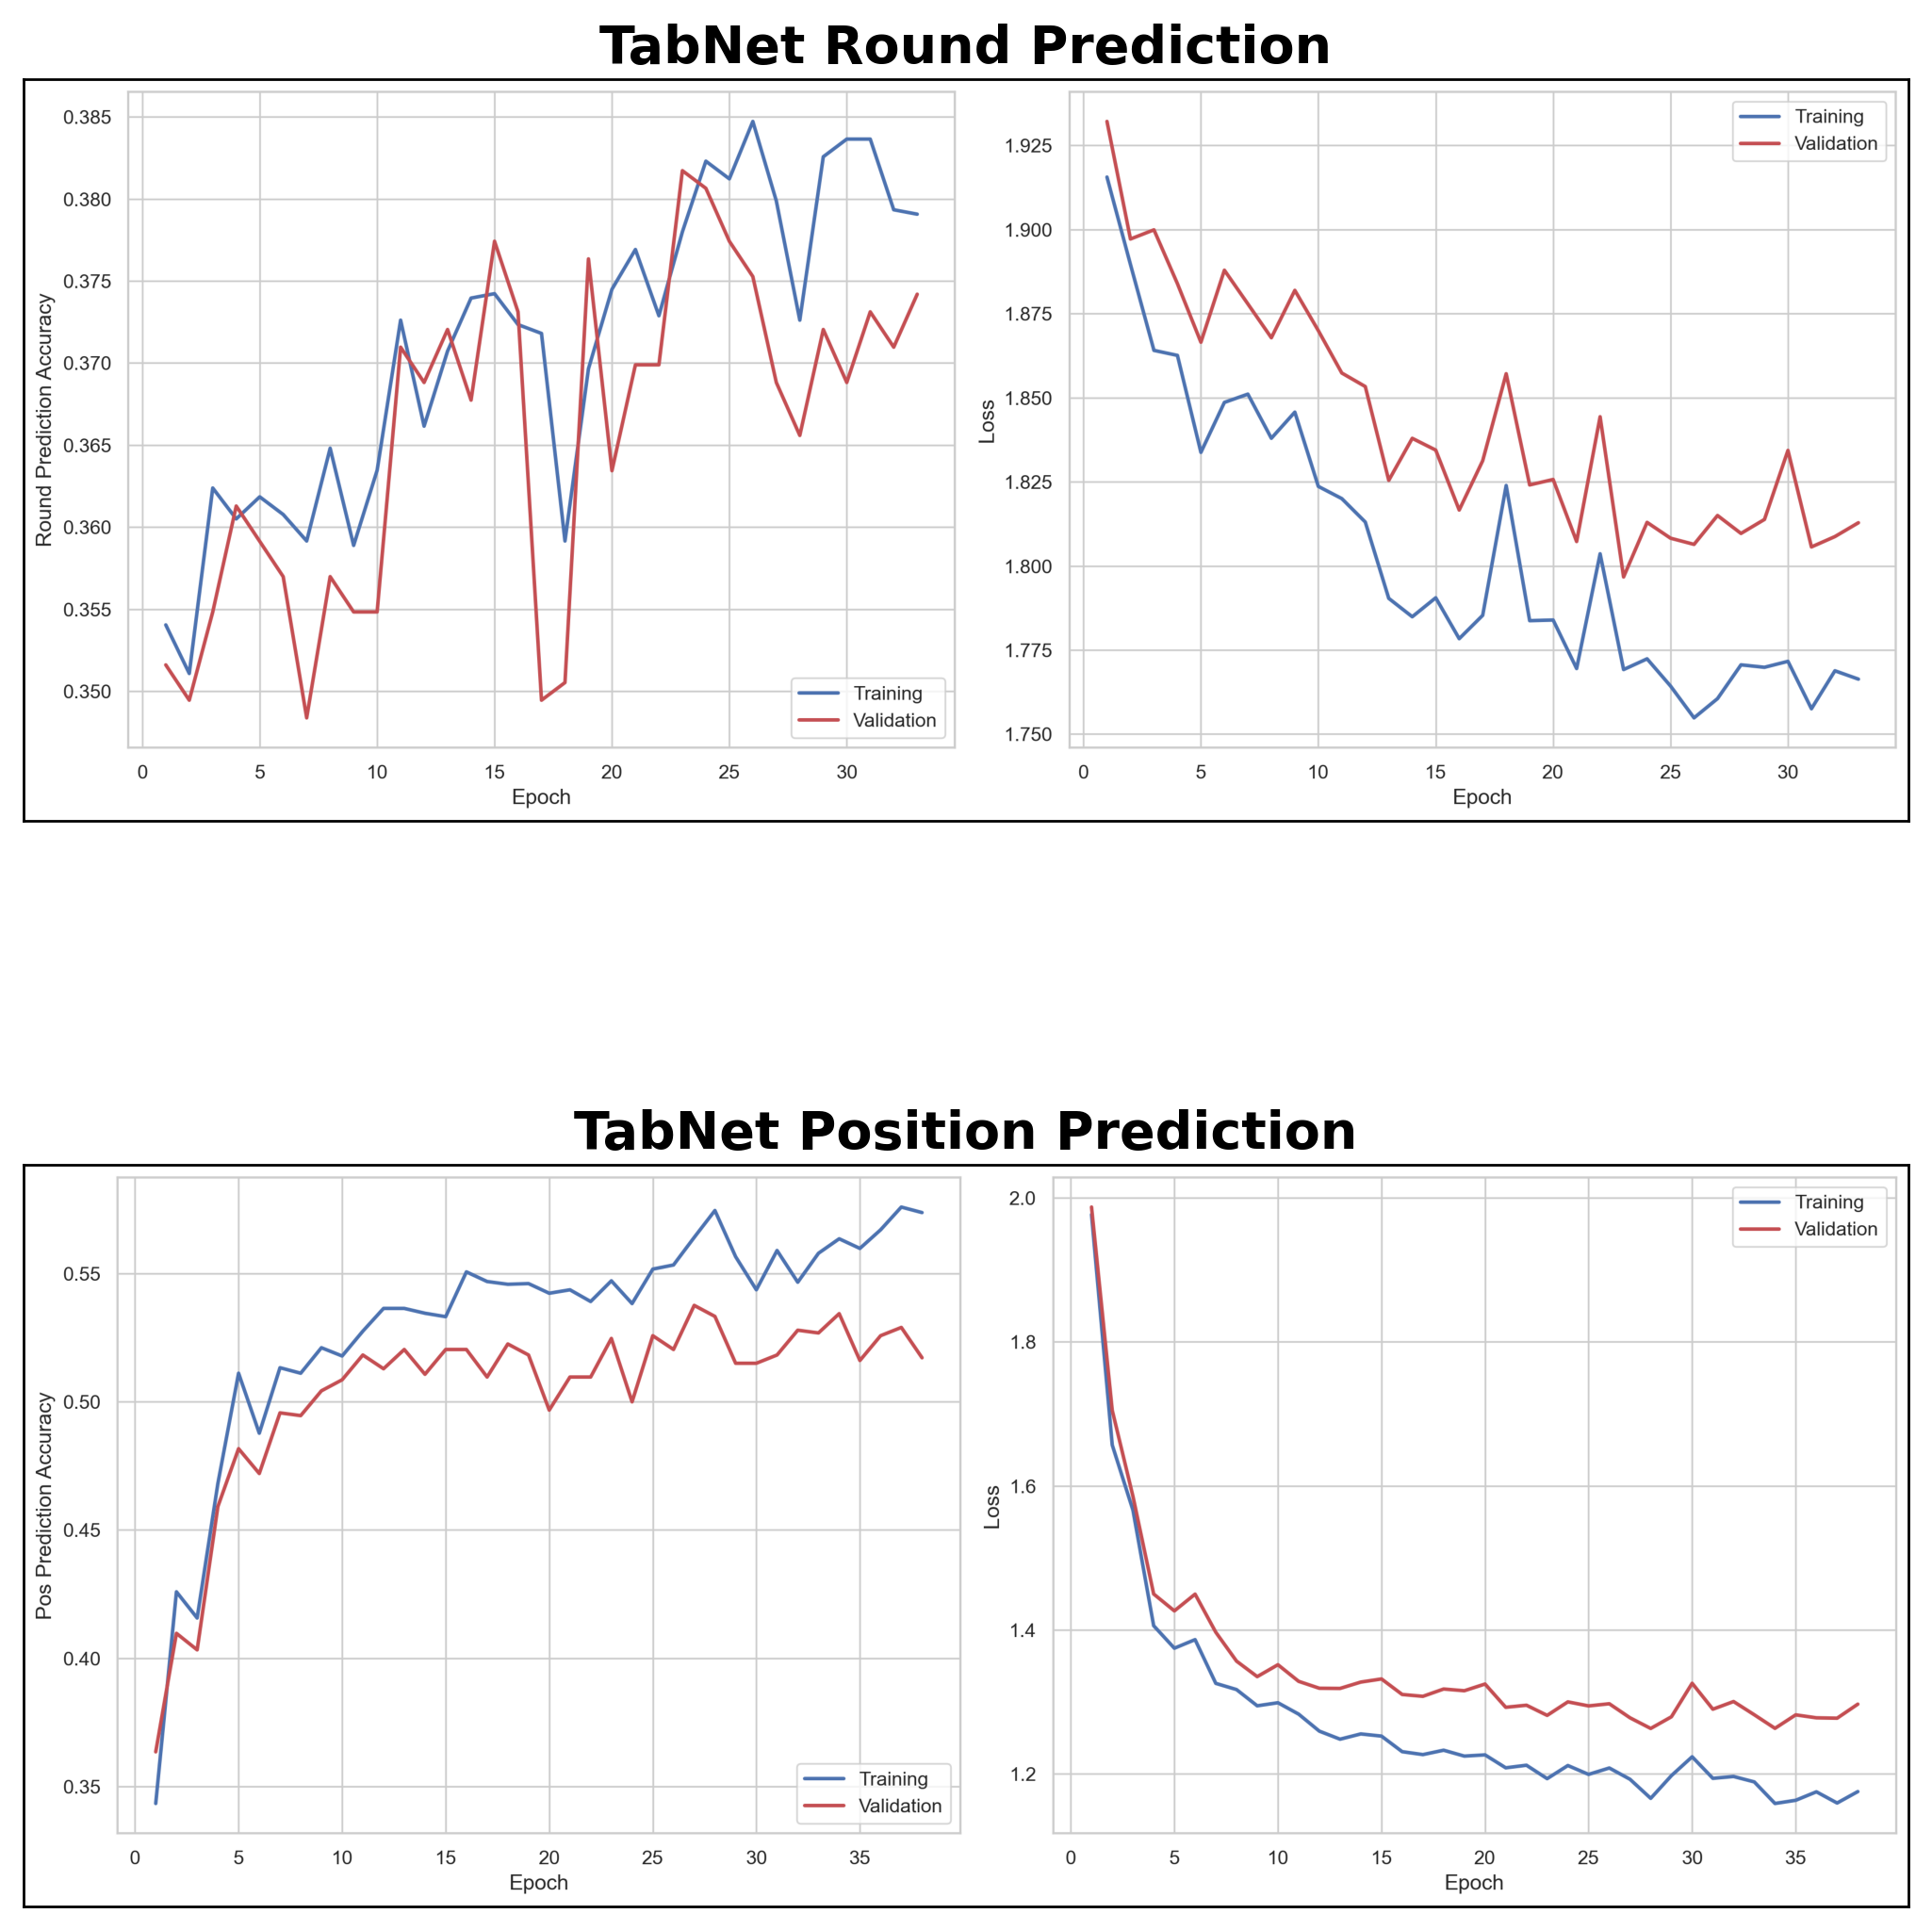 TabNet Round Prediction
0.385
0.380
0.375
0.370
0.365
0.360
0.355
0.350
Round Prediction Accuracy
0 5 10 15 20 25 30
Epoch
Training
Validation
1.925
1.900
1.875
1.850
1.825
1.800
1.775
1.750
Loss
0 5 10 15 20 25 30
Epoch
Training
Validation
TabNet Position Prediction
0.55
0.50
0.45
0.40
0.35
Pos Prediction Accuracy
0 5 10 15 20 25 30 35
Epoch
Training
Validation
2.0
1.8
1.6
1.4
1.2
Loss
0 5 10 15 20 25 30 35
Epoch
Training
Validation